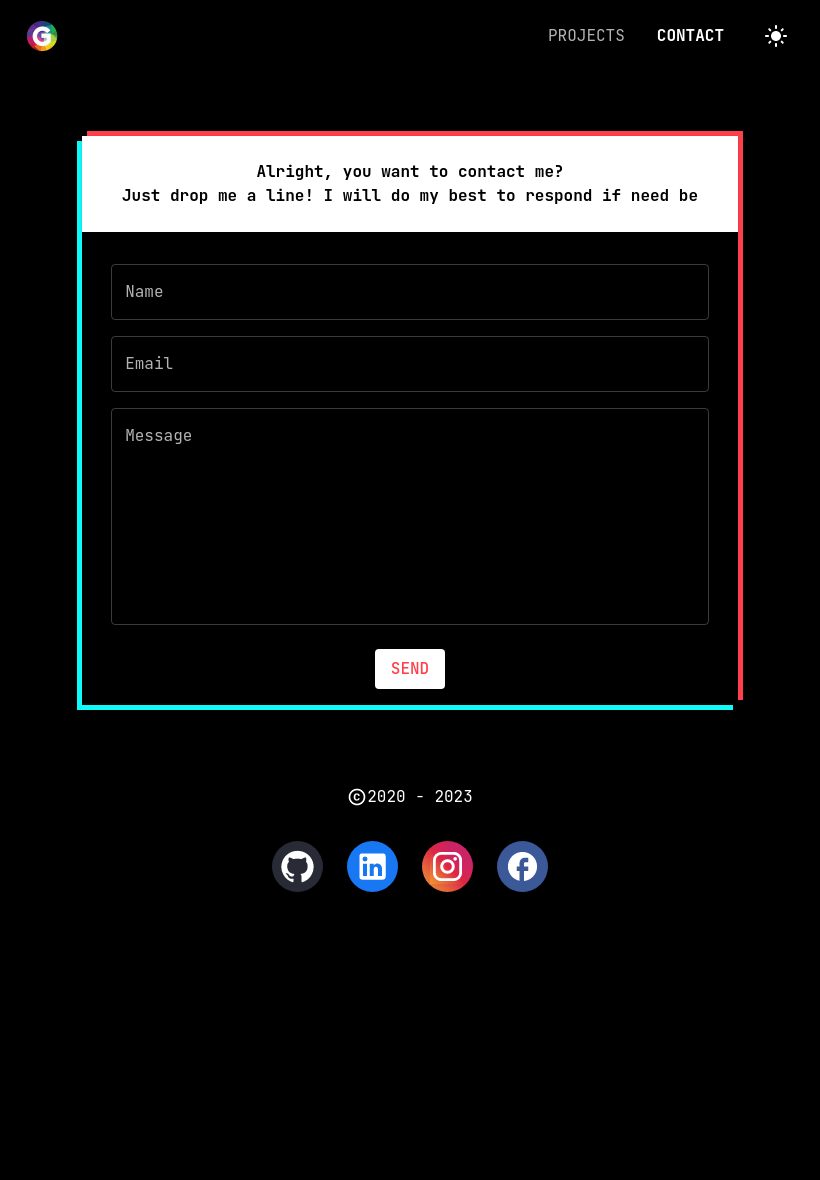 G
PROJECTS
CONTACT
Alright, you want to contact me?
Just drop me a line! I will do my best to respond if need be
Name
Email
Message
SEND
©2020 - 2023
in